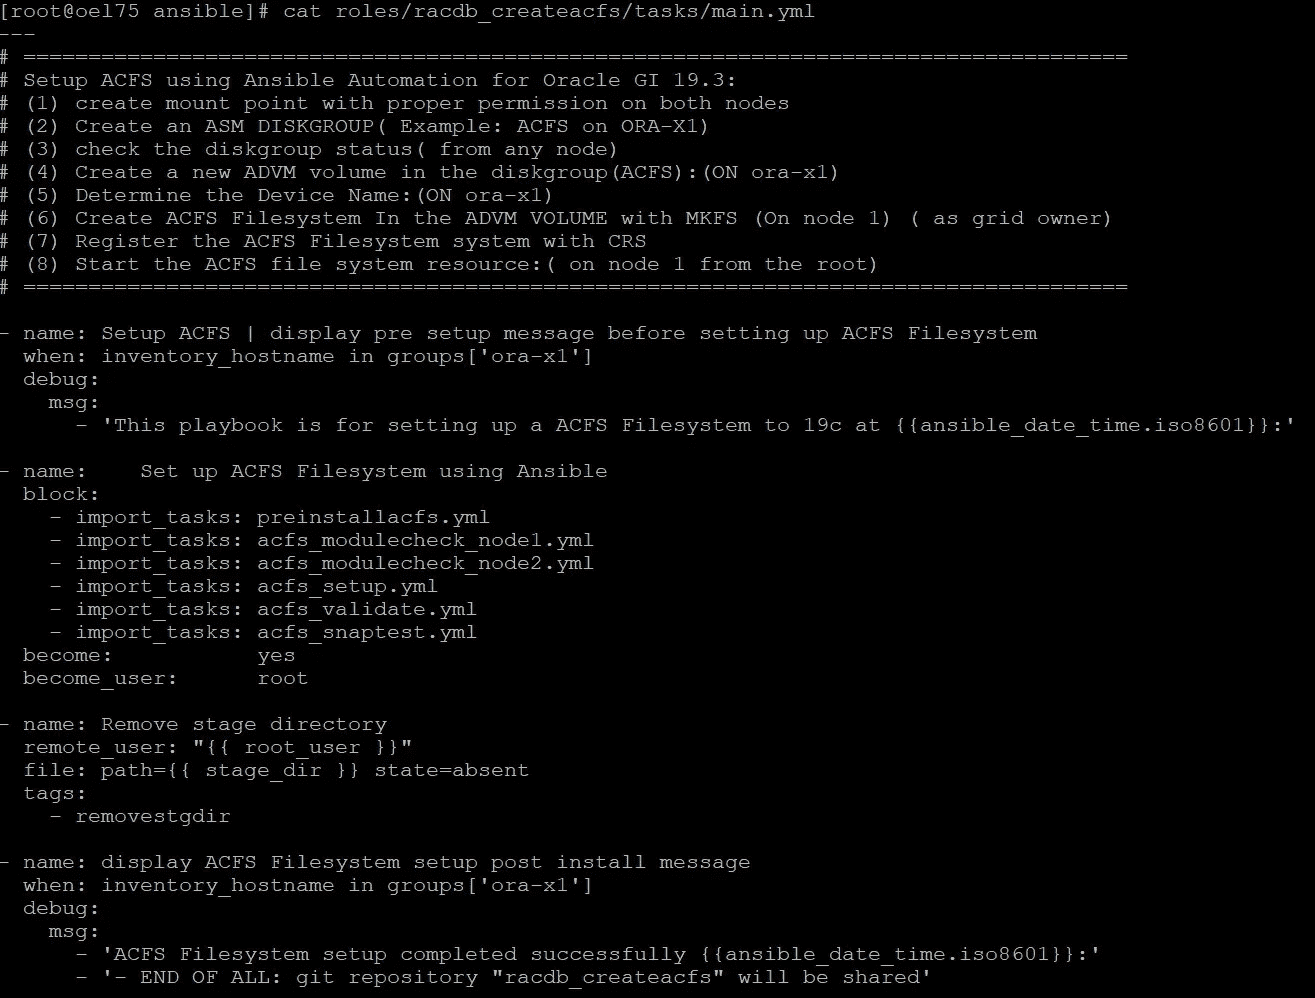 [root@oel75 ansible]# cat roles/racdb_createacfs/tasks/main.yml
---
# =====================================================================================
# Setup ACFS using Ansible Automation for Oracle GI 19.3:
# (1) create mount point with proper permission on both nodes
# (2) Create an ASM DISKGROUP( Example: ACFS on ORA-X1)
# (3) check the diskgroup status( from any node)
# (4) Create a new ADVM volume in the diskgroup(ACFS):(ON ora-x1)
# (5) Determine the Device Name:(ON ora-x1)
# (6) Create ACFS Filesystem In the ADVM VOLUME with MKFS (On node 1) ( as grid owner)
# (7) Register the ACFS Filesystem system with CRS
# (8) Start the ACFS file system resource:( on node 1 from the root)
# =====================================================================================
- name: Setup ACFS | display pre setup message before setting up ACFS Filesystem
  when: inventory_hostname in groups['ora-x1']
  debug:
    msg:
      - 'This playbook is for setting up a ACFS Filesystem to 19c at {{ansible_date_time.iso8601}}:'
- name:    Set up ACFS Filesystem using Ansible
  block:
    - import_tasks: preinstallacfs.yml
    - import_tasks: acfs_modulecheck_node1.yml
    - import_tasks: acfs_modulecheck_node2.yml
    - import_tasks: acfs_setup.yml
    - import_tasks: acfs_validate.yml
    - import_tasks: acfs_snaptest.yml
  become:           yes
  become_user:      root
- name: Remove stage directory
  remote_user: "{{ root_user }}"
  file: path={{ stage_dir }} state=absent
  tags:
    - removestgdir
- name: display ACFS Filesystem setup post install message
  when: inventory_hostname in groups['ora-x1']
  debug:
    msg:
      - 'ACFS Filesystem setup completed successfully {{ansible_date_time.iso8601}}:'
      - '- END OF ALL: git repository "racdb_createacfs" will be shared'